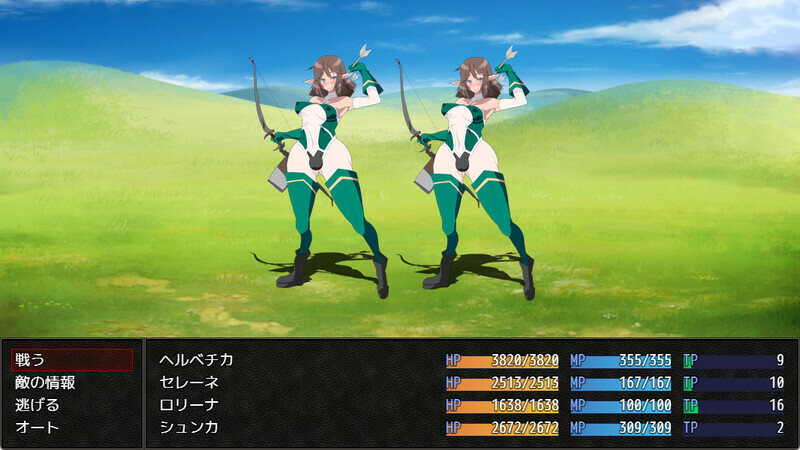 戦う
敵の情報
逃げる
オート
ヘルベチカ HP 3820/3820 MP 355/355 TP 9
セレーネ HP 2513/2513 MP 167/167 TP 10
ロリーナ HP 1638/1638 MP 100/100 TP 16
シュンカ HP 2672/2672 MP 309/309 TP 2